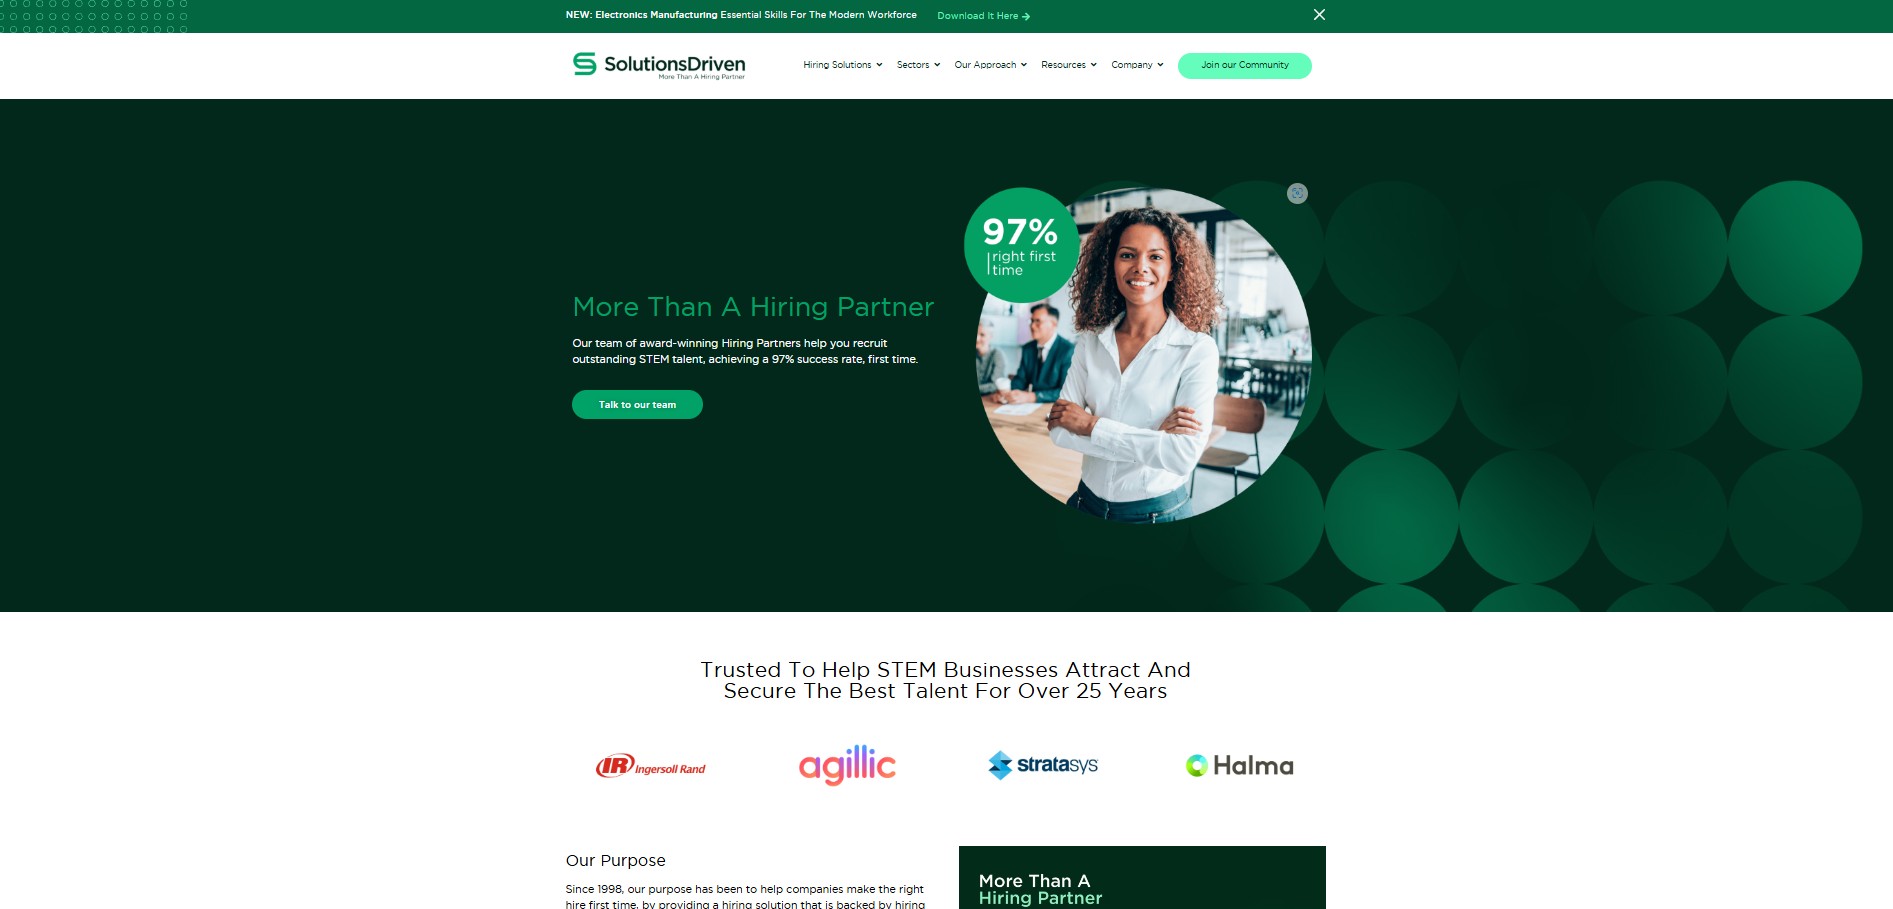 NEW: Electronics Manufacturing Essential Skills For The Modern Workforce Download It Here
SolutionsDriven
More Than A Hiring Partner
Hiring Solutions Sectors Our Approach Resources Company Join our Community
97%
right first
time
More Than A Hiring Partner
Our team of award-winning Hiring Partners help you recruit
outstanding STEM talent, achieving a 97% success rate, first time.
Talk to our team
Trusted To Help STEM Businesses Attract And
Secure The Best Talent For Over 25 Years
IR Ingersoll Rand agillic stratasys Halma
Our Purpose
Since 1998, our purpose has been to help companies make the right
hire first time, by providing a hiring solution that is backed by hiring
More Than A
Hiring Partner